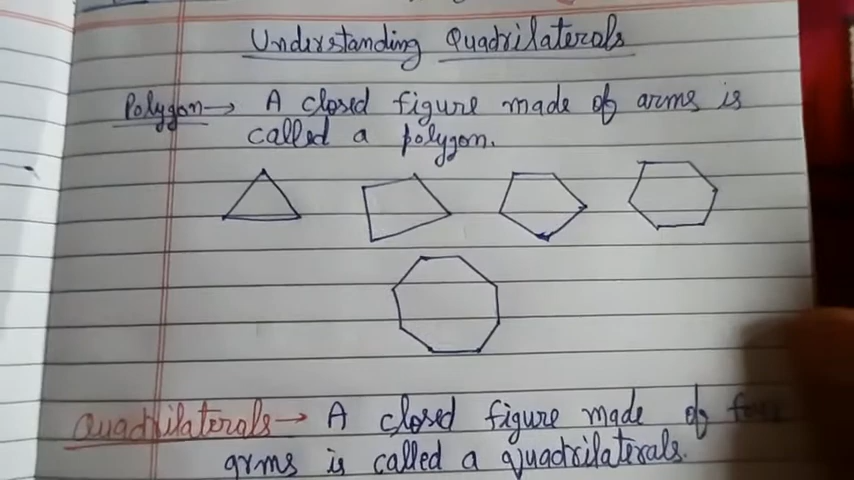 Understanding Quadrilaterals
Polygon→ A closed figure made of arms is
called a polygon.
Quadrilaterals→ A closed figure made of four
arms is called a quadrilaterals.